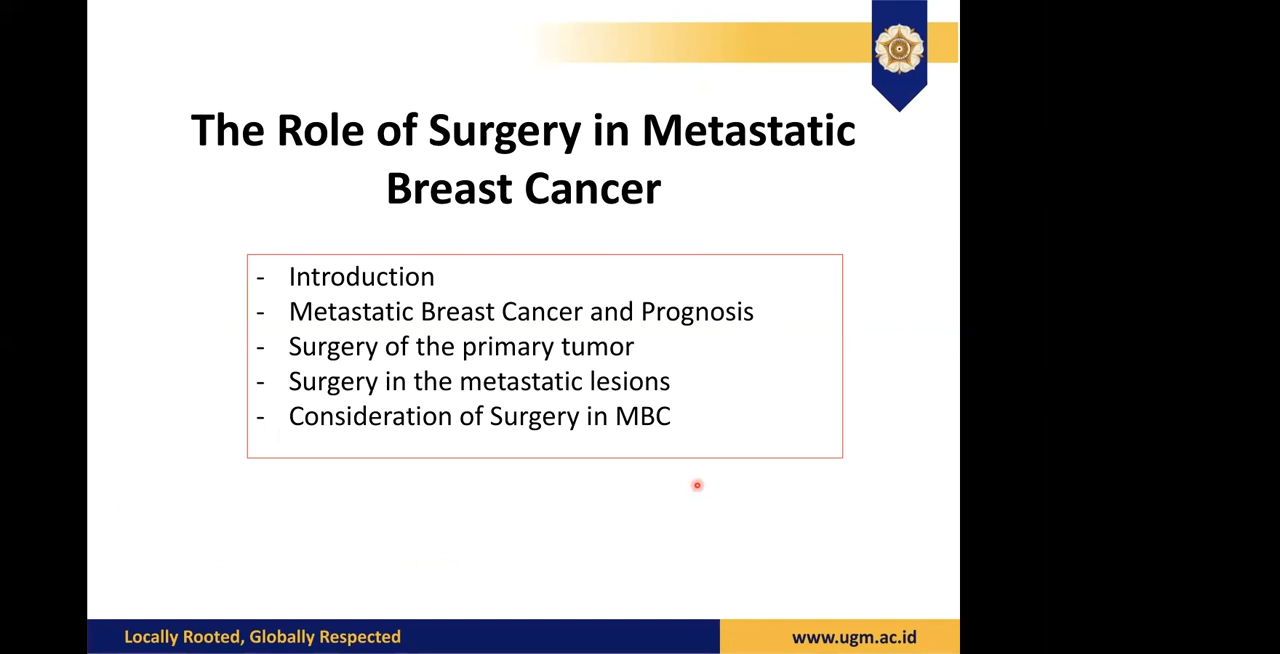 The Role of Surgery in Metastatic
Breast Cancer
- Introduction
- Metastatic Breast Cancer and Prognosis
- Surgery of the primary tumor
- Surgery in the metastatic lesions
- Consideration of Surgery in MBC
Locally Rooted, Globally Respected
www.ugm.ac.id